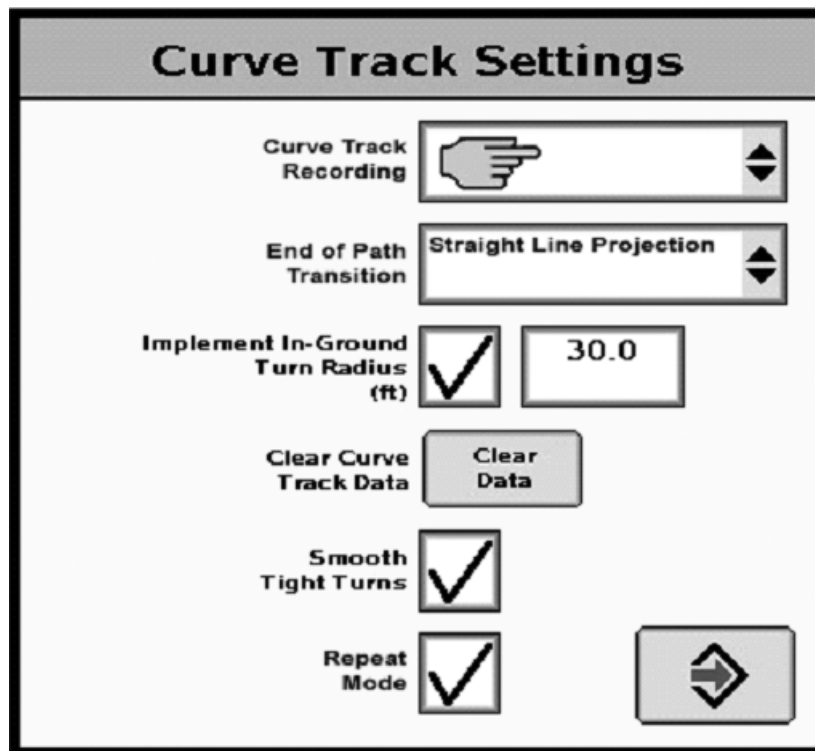 Curve Track Settings
Curve Track
Recording
End of Path
Transition
Straight Line Projection
Implement In-Ground
Turn Radius
(ft)
30.0
Clear Curve
Track Data
Clear
Data
Smooth
Tight Turns
Repeat
Mode